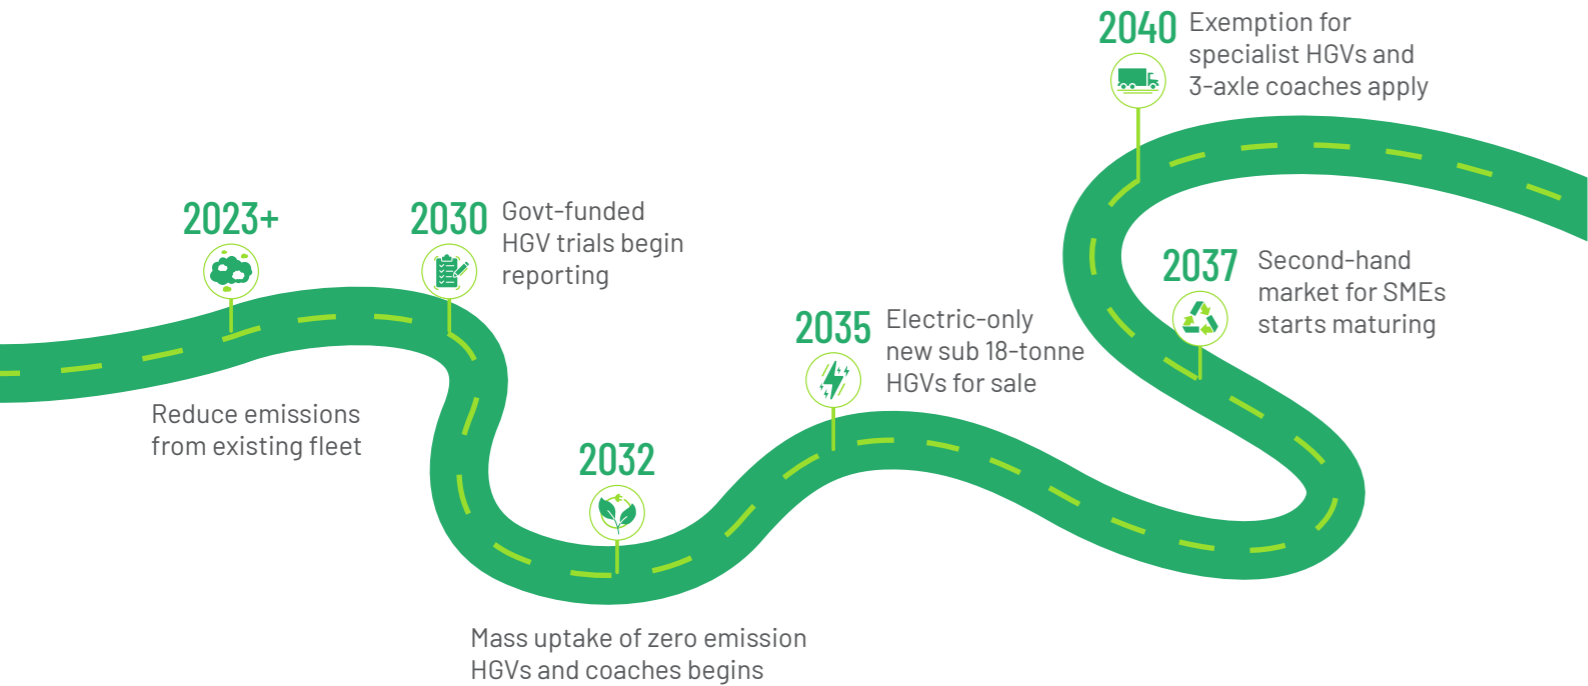 2023+
Reduce emissions
from existing fleet
2030
Govt-funded
HGV trials begin
reporting
2032
Mass uptake of zero emission
HGVs and coaches begins
2035
Electric-only
new sub 18-tonne
HGVs for sale
2037
Second-hand
market for SMEs
starts maturing
2040
Exemption for
specialist HGVs and
3-axle coaches apply